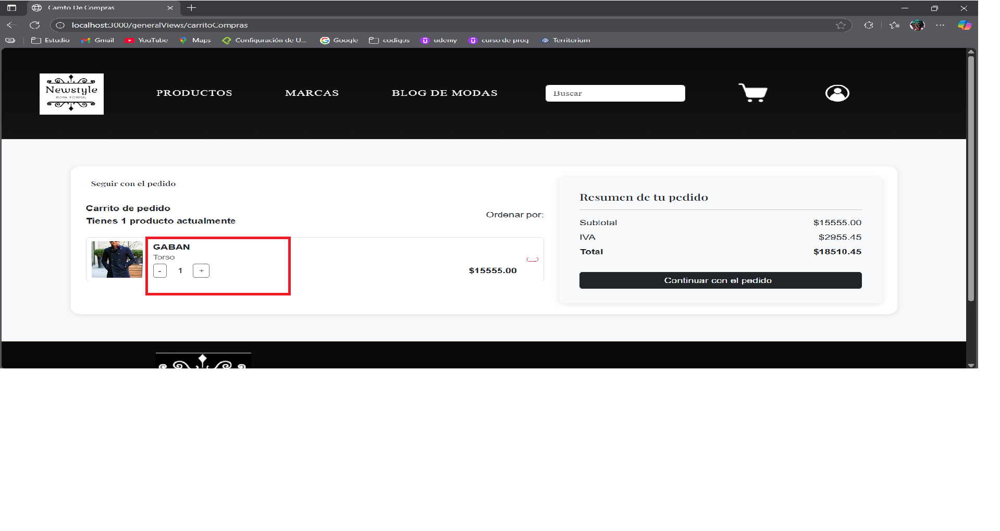 Carrito De Compras
localhost:3000/generalViews/carritoCompras
Estudio Gmail YouTube Maps Configuración de U... Google codigos udemy curso de prog Territorium
Newstyle
ROPA FORMAL
PRODUCTOS MARCAS BLOG DE MODAS Buscar
Seguir con el pedido
Carrito de pedido
Tienes 1 producto actualmente
Ordenar por:
GABAN
Torso
- 1 +
$15555.00
Resumen de tu pedido
Subtotal $15555.00
IVA $2955.45
Total $18510.45
Continuar con el pedido